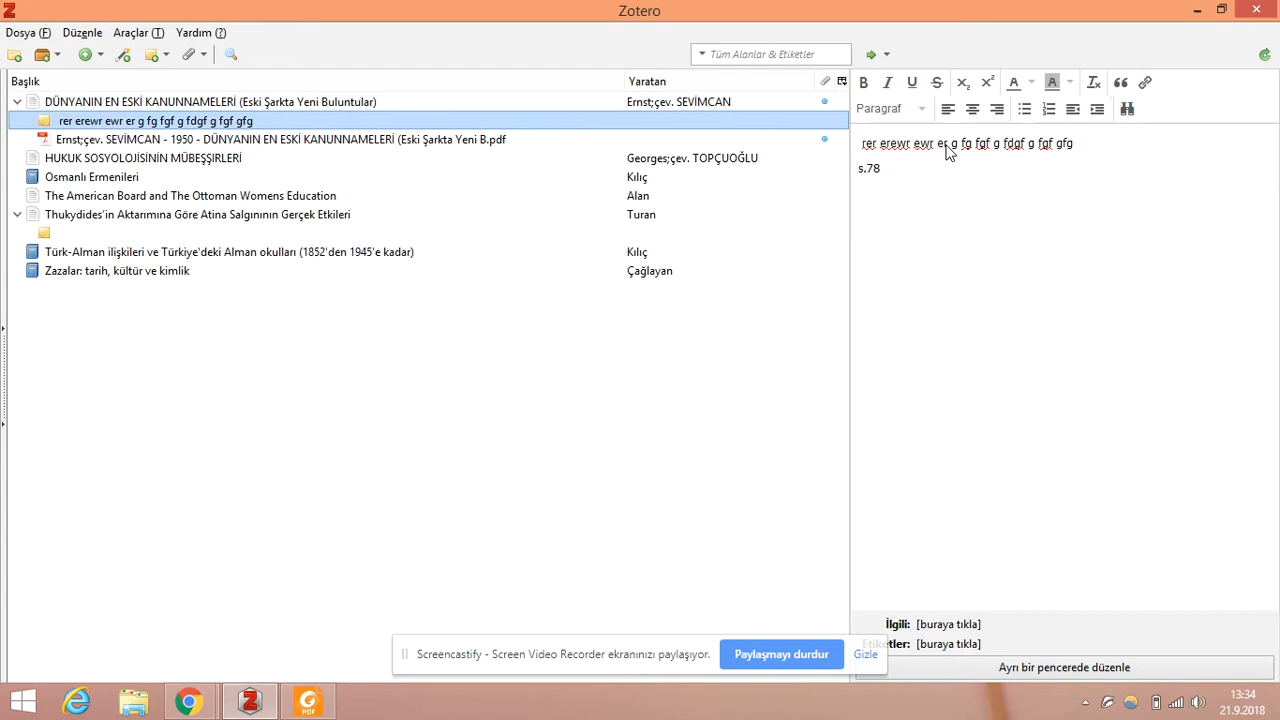 Zotero
Dosya (F) Düzenle Araçlar (T) Yardım (?)
Tüm Alanlar & Etiketler
Başlık Yaratan
DÜNYANIN EN ESKİ KANUNNAMELERİ (Eski Şarkta Yeni Buluntular) Ernst;çev. SEVİMCAN
rer erewr ewr er g fg fgf g fdgf g fgf gfg
Ernst;çev. SEVİMCAN - 1950 - DÜNYANIN EN ESKİ KANUNNAMELERİ (Eski Şarkta Yeni B.pdf
HUKUK SOSYOLOJİSİNİN MÜBEŞŞIRLERİ Georges;çev. TOPÇUOĞLU
Osmanlı Ermenileri Kılıç
The American Board and The Ottoman Womens Education Alan
Thukydides'in Aktarımına Göre Atina Salgınının Gerçek Etkileri Turan
Türk-Alman ilişkileri ve Türkiye'deki Alman okulları (1852'den 1945'e kadar) Kılıç
Zazalar: tarih, kültür ve kimlik Çağlayan
Paragraf
rer erewr ewr er g fg fgf g fdgf g fgf gfg
s.78
İlgili: [buraya tıkla]
Etiketler: [buraya tıkla]
Ayrı bir pencerede düzenle
Screencastify - Screen Video Recorder ekranınızı paylaşıyor. Paylaşmayı durdur Gizle
13:34
21.9.2018